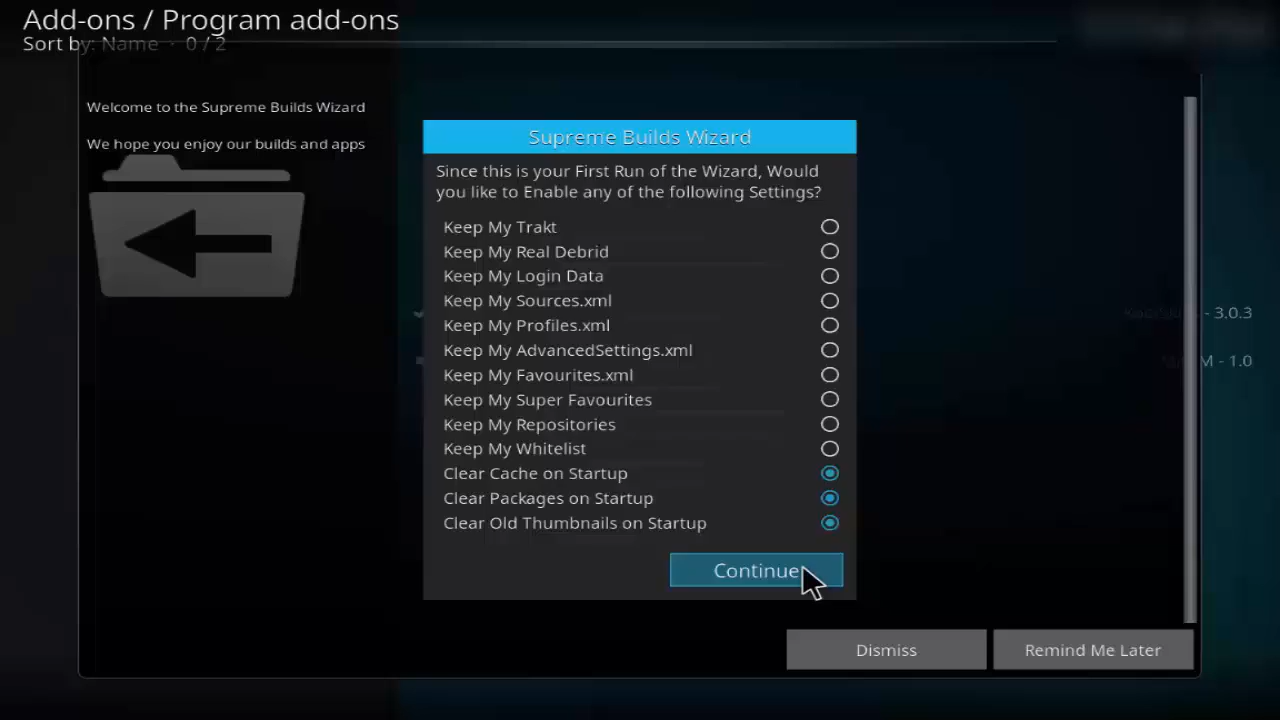 Add-ons / Program add-ons
Sort by: Name · 0 / 2
Welcome to the Supreme Builds Wizard
We hope you enjoy our builds and apps
Supreme Builds Wizard
Since this is your First Run of the Wizard, Would
you like to Enable any of the following Settings?
Keep My Trakt
Keep My Real Debrid
Keep My Login Data
Keep My Sources.xml
Keep My Profiles.xml
Keep My AdvancedSettings.xml
Keep My Favourites.xml
Keep My Super Favourites
Keep My Repositories
Keep My Whitelist
Clear Cache on Startup
Clear Packages on Startup
Clear Old Thumbnails on Startup
Continue
- 3.0.3
- 1.0
Dismiss
Remind Me Later